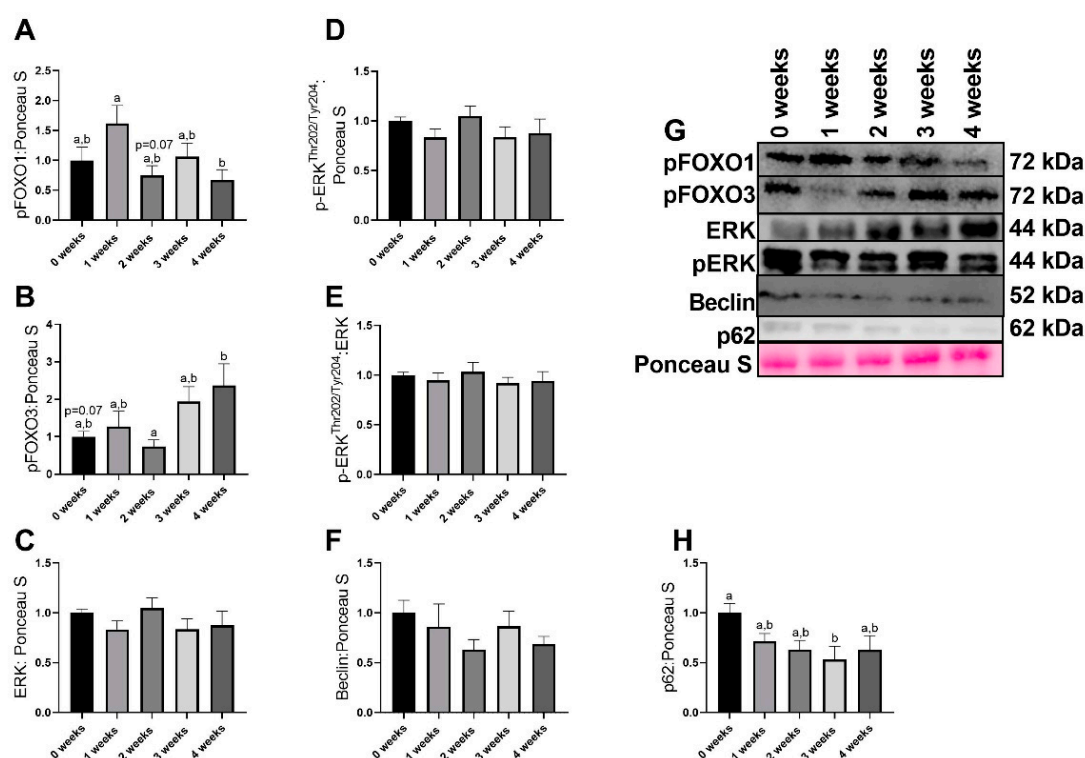 A
pFOXO1:Ponceau S
2.5
2.0
1.5
1.0
0.5
0.0
a,b
a
p=0.07
a,b
a,b
b
0 weeks
1 weeks
2 weeks
3 weeks
4 weeks
D
p-ERKThr202/Tyr204:
Ponceau S
1.5
1.0
0.5
0.0
0 weeks
1 weeks
2 weeks
3 weeks
4 weeks
G
0 weeks
1 weeks
2 weeks
3 weeks
4 weeks
pFOXO1 72 kDa
pFOXO3 72 kDa
ERK 44 kDa
pERK 44 kDa
Beclin 52 kDa
p62 62 kDa
Ponceau S
B
pFOXO3:Ponceau S
4
3
2
1
0
p=0.07
a,b
a,b
a
a,b
b
0 weeks
1 weeks
2 weeks
3 weeks
4 weeks
E
p-ERKThr202/Tyr204:ERK
1.5
1.0
0.5
0.0
0 weeks
1 weeks
2 weeks
3 weeks
4 weeks
C
ERK: Ponceau S
1.5
1.0
0.5
0.0
0 weeks
1 weeks
2 weeks
3 weeks
4 weeks
F
Beclin:Ponceau S
1.5
1.0
0.5
0.0
0 weeks
1 weeks
2 weeks
3 weeks
4 weeks
H
p62:Ponceau S
1.5
1.0
0.5
0.0
a
a,b
a,b
b
a,b
0 weeks
1 weeks
2 weeks
3 weeks
4 weeks